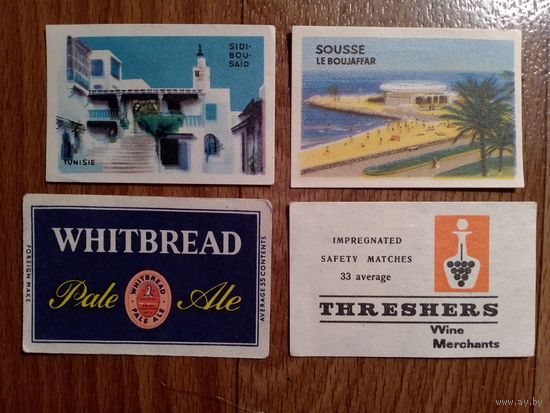 SIDI-
BOU-
SAID
TUNISIE
SOUSSE
LE BOUJAFFAR
FOREIGN MAKE
WHITBREAD
Pale Ale
WHITBREAD
PALE ALE
AVERAGE 35 CONTENTS
IMPREGNATED
SAFETY MATCHES
33 average
THRESHERS
Wine
Merchants
www.ay.by